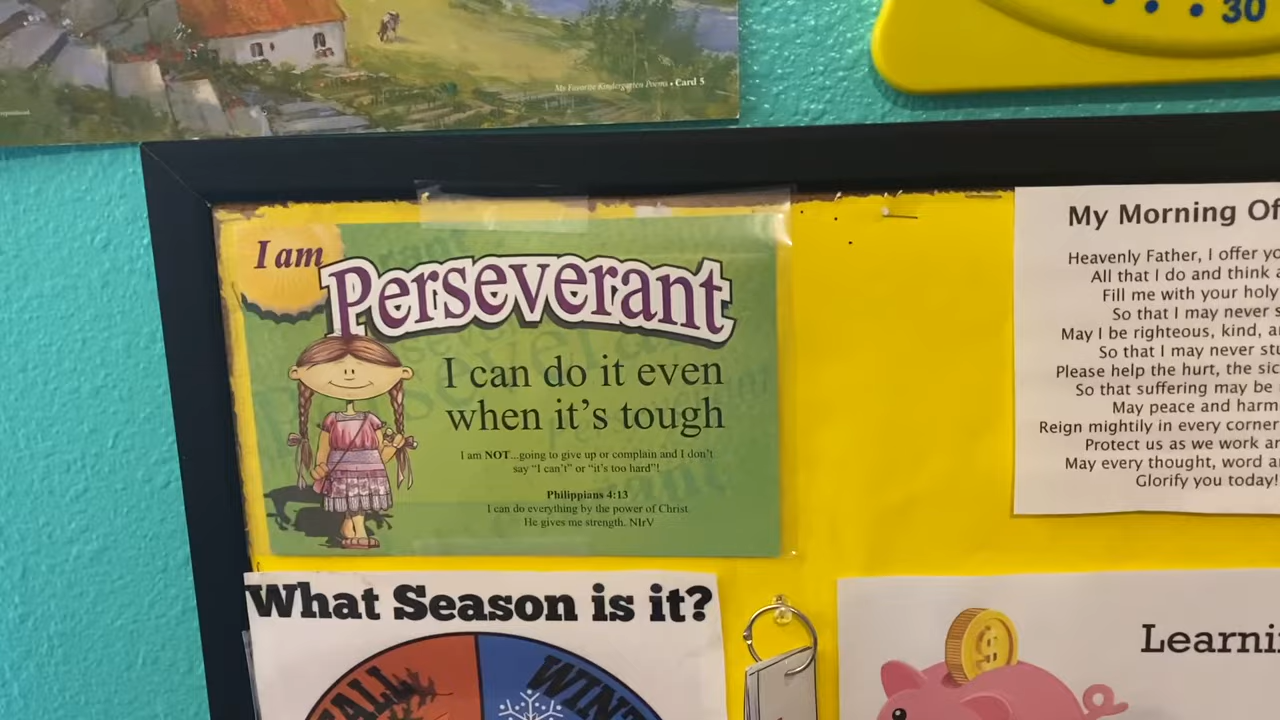 My Favorite Kindergarten Poems • Card 5
30
I am
Perseverant
I can do it even
when it's tough
I am NOT...going to give up or complain and I don't
say "I can't" or "it's too hard"!
Philippians 4:13
I can do everything by the power of Christ.
He gives me strength. NIrV
My Morning Of
Heavenly Father, I offer yo
All that I do and think a
Fill me with your holy
So that I may never s
May I be righteous, kind, a
So that I may never stu
Please help the hurt, the sic
So that suffering may be
May peace and harm
Reign mightily in every corner
Protect us as we work a
May every thought, word a
Glorify you today!
What Season is it?
FALL
WINT
Learni